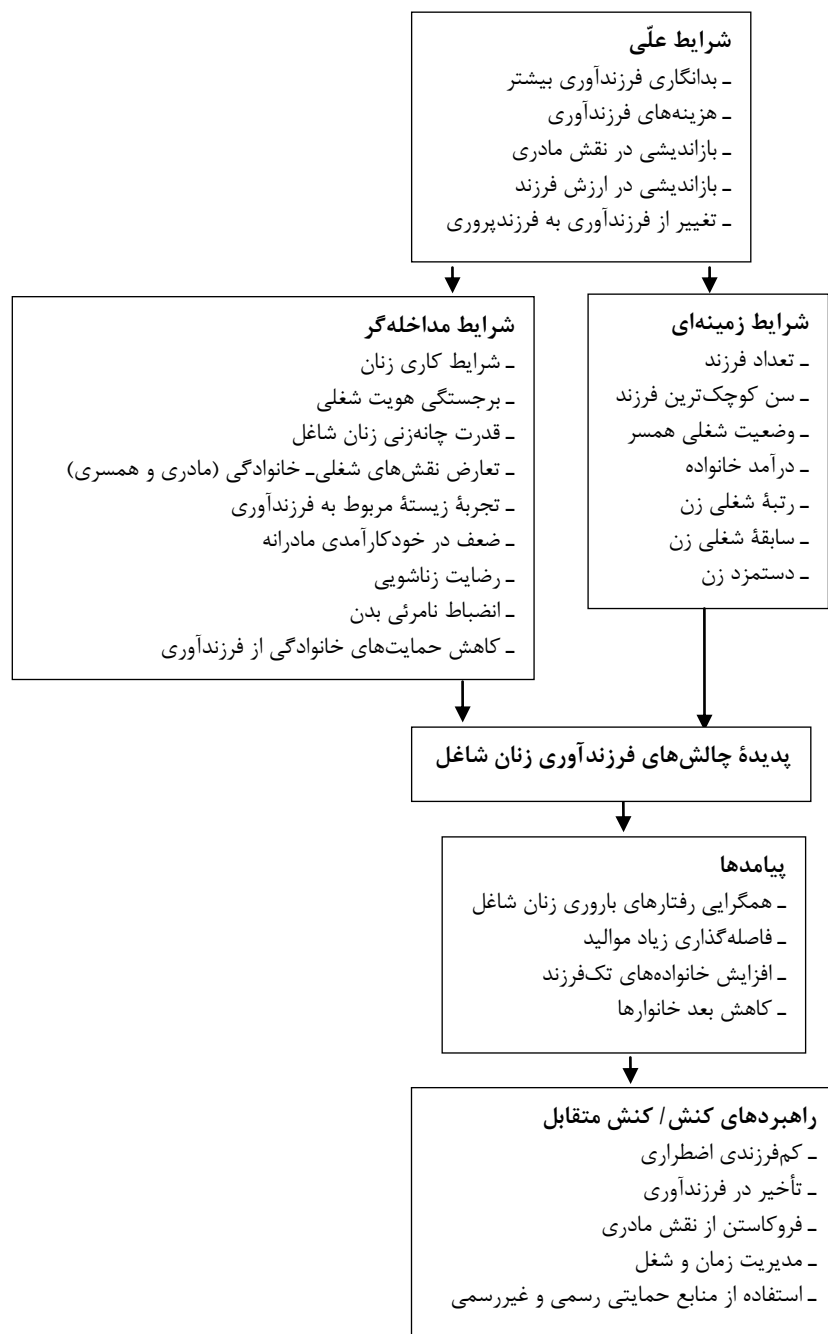 شرایط علّی
ـ بدانگاری فرزندآوری بیشتر
ـ هزینه‌های فرزندآوری
ـ بازاندیشی در نقش مادری
ـ بازاندیشی در ارزش فرزند
ـ تغییر از فرزندآوری به فرزندپروری
شرایط زمینه‌ای
ـ تعداد فرزند
ـ سن کوچک‌ترین فرزند
ـ وضعیت شغلی همسر
ـ درآمد خانواده
ـ رتبۀ شغلی زن
ـ سابقۀ شغلی زن
ـ دستمزد زن
شرایط مداخله‌گر
ـ شرایط کاری زنان
ـ برجستگی هویت شغلی
ـ قدرت چانه‌زنی زنان شاغل
ـ تعارض نقش‌های شغلی‌ـ خانوادگی (مادری و همسری)
ـ تجربۀ زیستۀ مربوط به فرزندآوری
ـ ضعف در خودکارآمدی مادرانه
ـ رضایت زناشویی
ـ انضباط نامرئی بدن
ـ کاهش حمایت‌های خانوادگی از فرزندآوری
پدیدۀ چالش‌های فرزندآوری زنان شاغل
پیامدها
ـ همگرایی رفتارهای باروری زنان شاغل
ـ فاصله‌گذاری زیاد موالید
ـ افزایش خانواده‌های تک‌فرزند
ـ کاهش بعد خانوارها
راهبردهای کنش/ کنش متقابل
ـ کم‌فرزندی اضطراری
ـ تأخیر در فرزندآوری
ـ فروکاستن از نقش مادری
ـ مدیریت زمان و شغل
ـ استفاده از منابع حمایتی رسمی و غیررسمی